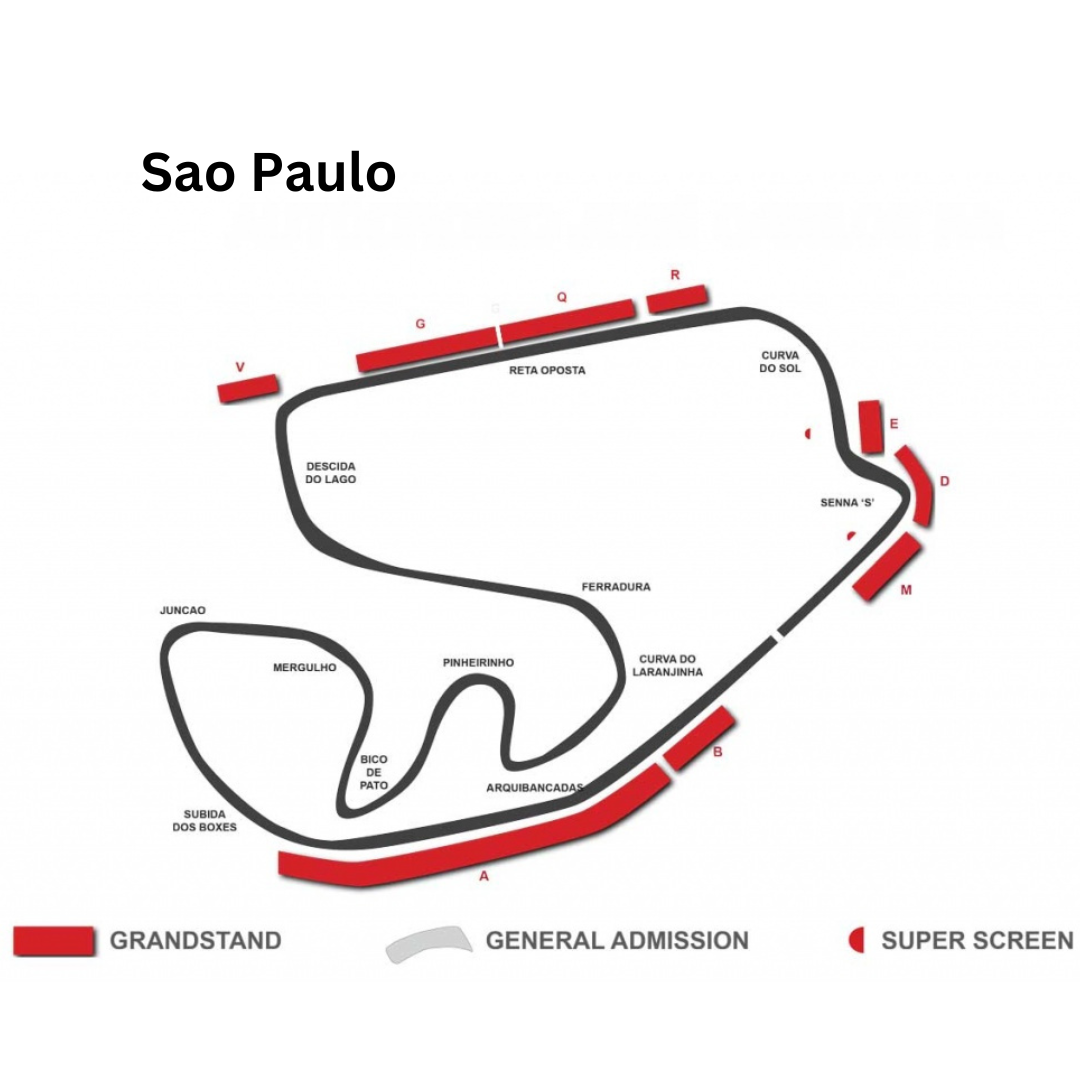 Sao Paulo
R
Q
G
V
RETA OPOSTA
CURVA
DO SOL
E
D
DESCIDA
DO LAGO
SENNA ‘S’
M
FERRADURA
JUNCAO
MERGULHO
PINHEIRINHO
CURVA DO
LARANJINHA
B
BICO
DE
PATO
ARQUIBANCADAS
SUBIDA
DOS BOXES
A
GRANDSTAND
GENERAL ADMISSION
SUPER SCREEN